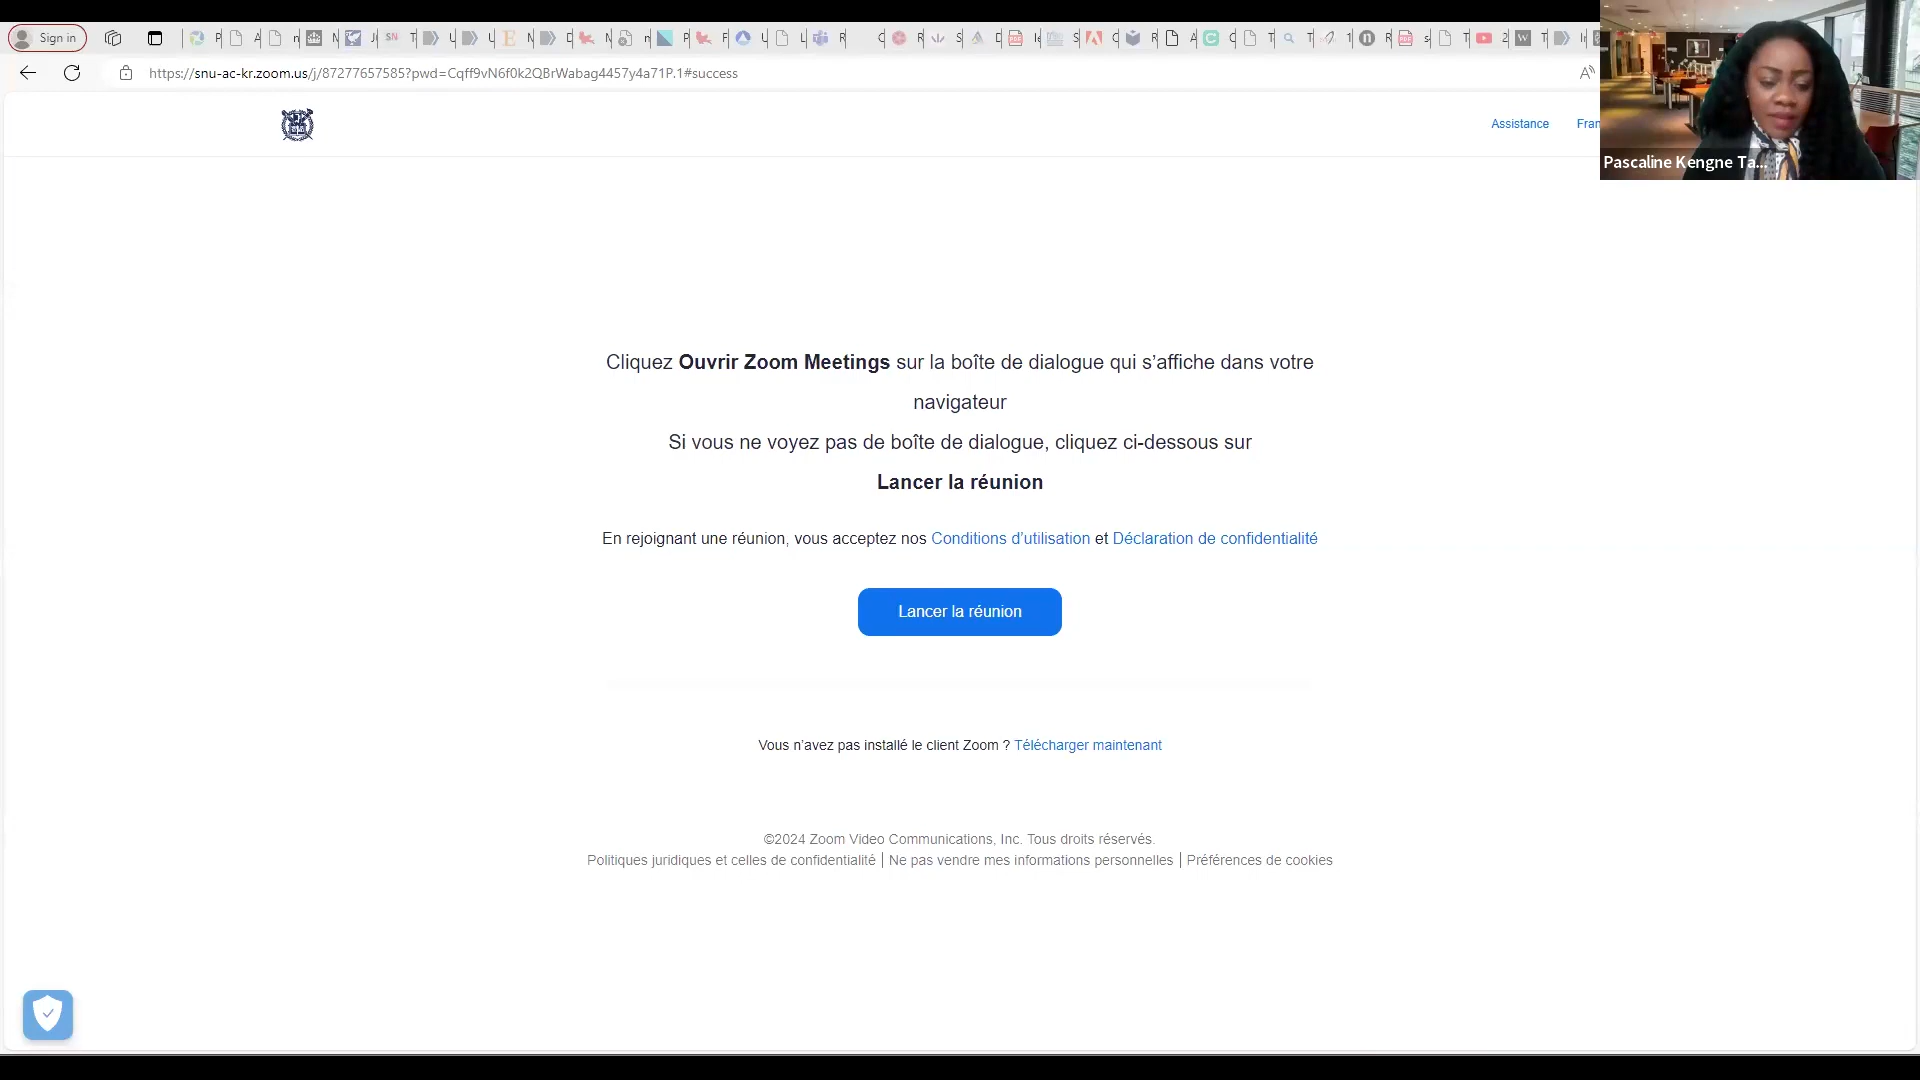 Sign in
https://snu-ac-kr.zoom.us/j/87277657585?pwd=Cqff9vN6f0k2QBrWabag4457y4a71P.1#success
Assistance
Pascaline Kengne Ta...
Cliquez Ouvrir Zoom Meetings sur la boîte de dialogue qui s’affiche dans votre
navigateur
Si vous ne voyez pas de boîte de dialogue, cliquez ci-dessous sur
Lancer la réunion
En rejoignant une réunion, vous acceptez nos Conditions d’utilisation et Déclaration de confidentialité
Lancer la réunion
Vous n’avez pas installé le client Zoom ? Télécharger maintenant
©2024 Zoom Video Communications, Inc. Tous droits réservés.
Politiques juridiques et celles de confidentialité | Ne pas vendre mes informations personnelles | Préférences de cookies